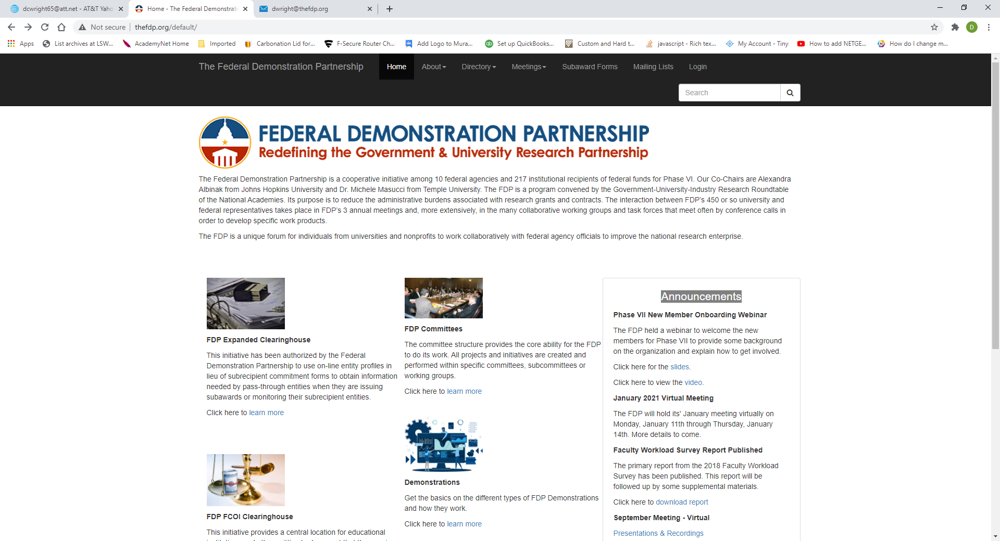 dcwright65@att.net - AT&T Yaho
Home - The Federal Demonstrati
dwright@thefdp.org
Not secure
thefdp.org/default/
D
Apps
List archives at LSW...
AcademyNet Home
Imported
Carbonation Lid for...
F-Secure Router Ch...
Add Logo to Mura...
Set up QuickBooks...
Custom and Hard t...
javascript - Rich tex...
My Account - Tiny
How to add NETGE...
How do I change m...
The Federal Demonstration Partnership
Home
About
Directory
Meetings
Subaward Forms
Mailing Lists
Login
Search
FEDERAL DEMONSTRATION PARTNERSHIP
Redefining the Government & University Research Partnership
The Federal Demonstration Partnership is a cooperative initiative among 10 federal agencies and 217 institutional recipients of federal funds for Phase VI. Our Co-Chairs are Alexandra
Albinak from Johns Hopkins University and Dr. Michele Masucci from Temple University. The FDP is a program convened by the Government-University-Industry Research Roundtable
of the National Academies. Its purpose is to reduce the administrative burdens associated with research grants and contracts. The interaction between FDP’s 450 or so university and
federal representatives takes place in FDP’s 3 annual meetings and, more extensively, in the many collaborative working groups and task forces that meet often by conference calls in
order to develop specific work products.
The FDP is a unique forum for individuals from universities and nonprofits to work collaboratively with federal agency officials to improve the national research enterprise.
FDP Expanded Clearinghouse
This initiative has been authorized by the Federal
Demonstration Partnership to use on-line entity profiles in
lieu of subrecipient commitment forms to obtain information
needed by pass-through entities when they are issuing
subawards or monitoring their subrecipient entities.
Click here to learn more
FDP FCOI Clearinghouse
This initiative provides a central location for educational
FDP Committees
The committee structure provides the core ability for the FDP
to do its work. All projects and initiatives are created and
performed within specific committees, subcommittees or
working groups.
Click here to learn more
Demonstrations
Get the basics on the different types of FDP Demonstrations
and how they work.
Click here to learn more
Announcements
Phase VII New Member Onboarding Webinar
The FDP held a webinar to welcome the new
members for Phase VII to provide some background
on the organization and explain how to get involved.
Click here for the slides.
Click here to view the video.
January 2021 Virtual Meeting
The FDP will hold its' January meeting virtually on
Monday, January 11th through Thursday, January
14th. More details to come.
Faculty Workload Survey Report Published
The primary report from the 2018 Faculty Workload
Survey has been published. This report will be
followed up by some supplemental materials.
Click here to download report
September Meeting - Virtual
Presentations & Recordings